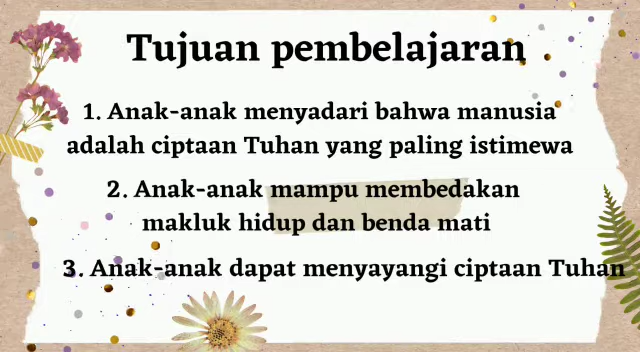 Tujuan pembelajaran
1. Anak-anak menyadari bahwa manusia
adalah ciptaan Tuhan yang paling istimewa
2. Anak-anak mampu membedakan
makluk hidup dan benda mati
3. Anak-anak dapat menyayangi ciptaan Tuhan